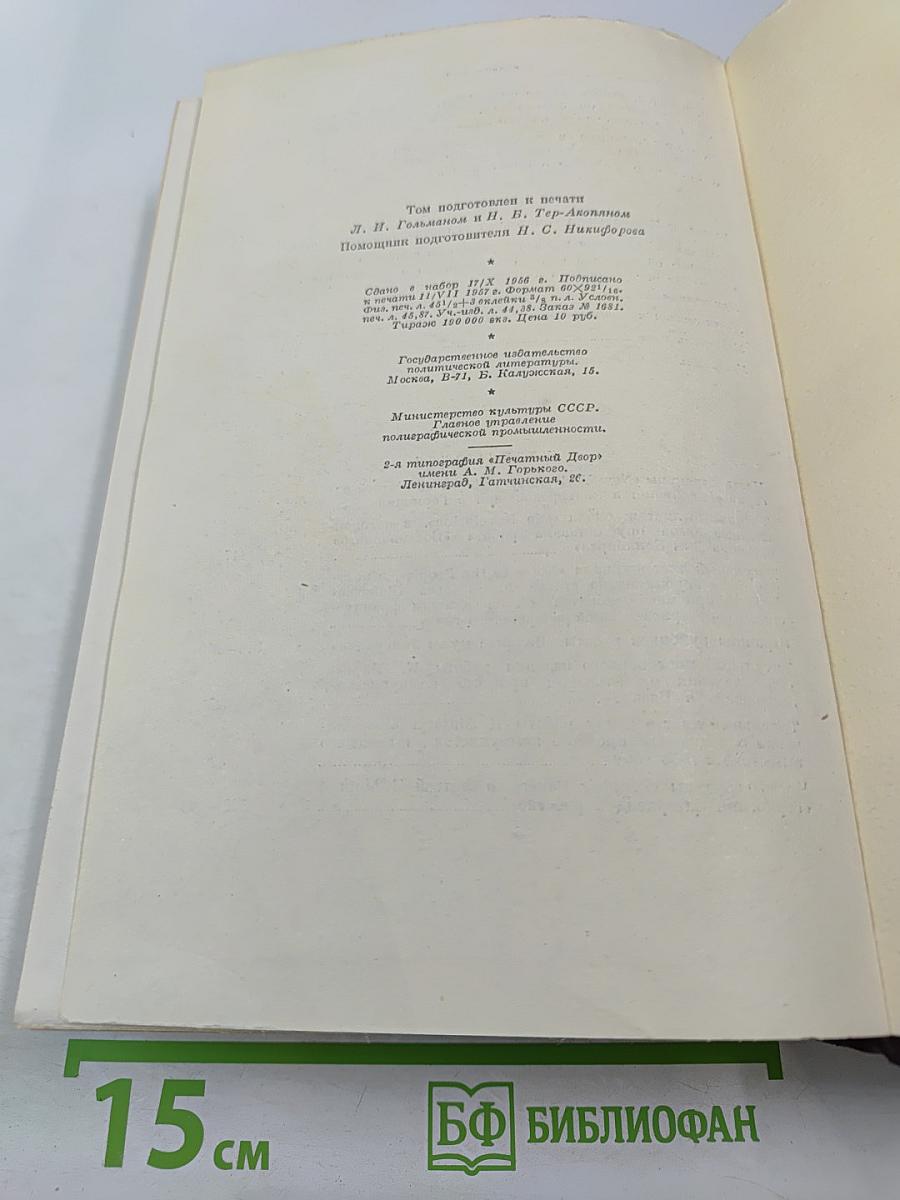 Том подготовлен к печати
Л. И. Гольманом и Н. Б. Тер-Акопяном
Помощник подготовителя Н. С. Никифорова
*
Сдано в набор 17/X 1956 г. Подписано
к печати 11/VII 1957 г. Формат 60×92¹/₁₆.
Физ. печ. л. 45¹/₂+3 вклейки ³/₈ п. л. Условн.
печ. л. 45,87. Уч.-изд. л. 44,38. Заказ № 1681.
Тираж 190 000 экз. Цена 10 руб.
*
Государственное издательство
политической литературы.
Москва, В-71, Б. Калужская, 15.
*
Министерство культуры СССР.
Главное управление
полиграфической промышленности.
2-я типография «Печатный Двор»
имени А. М. Горького.
Ленинград, Гатчинская, 26.
15 см
БФ БИБЛИОФАН